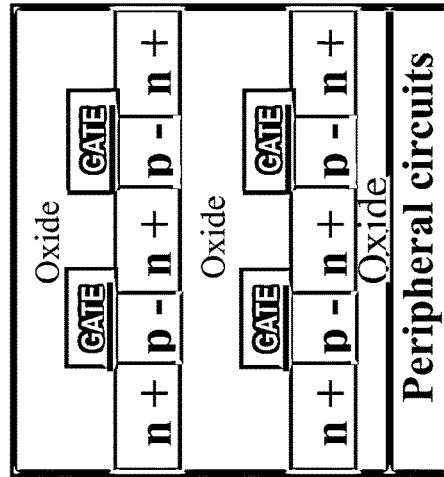 Oxide
GATE GATE
n + p - n + p - n +
Oxide
GATE GATE
n + p - n + p - n +
Oxide
Peripheral circuits